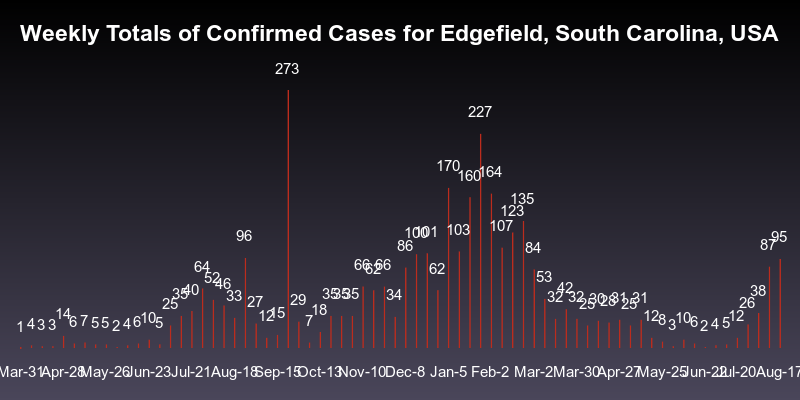 Weekly Totals of Confirmed Cases for Edgefield, South Carolina, USA
1 4 3 3 14 6 7 5 5 2 4 6 10 5 25 35 40 64 52 46 33 96 27 12 15 273 29 7 18 35 35 35 66 62 66 34 86 100 101 62 170 103 160 227 164 107 123 135 84 53 32 42 32 25 30 28 31 25 31 12 8 3 10 6 2 4 5 12 26 38 87 95
Mar-31 Apr-28 May-26 Jun-23 Jul-21 Aug-18 Sep-15 Oct-13 Nov-10 Dec-8 Jan-5 Feb-2 Mar-2 Mar-30 Apr-27 May-25 Jun-22 Jul-20 Aug-17